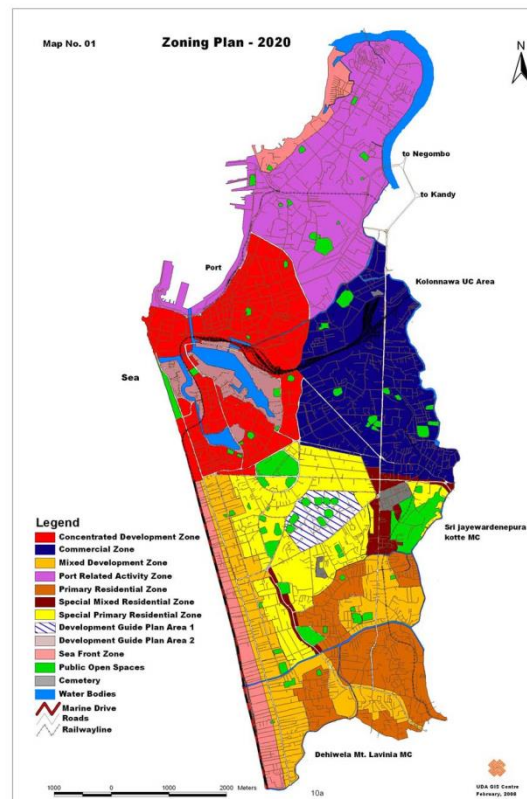 Map No. 01
Zoning Plan - 2020
N
to Negombo
to Kandy
Port
Kolonnawa UC Area
Sea
Sri jayewardenepura
kotte MC
Legend
Concentrated Development Zone
Commercial Zone
Mixed Development Zone
Port Related Activity Zone
Primary Residential Zone
Special Mixed Residential Zone
Special Primary Residential Zone
Development Guide Plan Area 1
Development Guide Plan Area 2
Sea Front Zone
Public Open Spaces
Cemetery
Water Bodies
Marine Drive
Roads
Railwayline
Dehiwela Mt. Lavinia MC
1000 0 1000 2000 Meters
10a
UDA GIS Centre
February, 2008